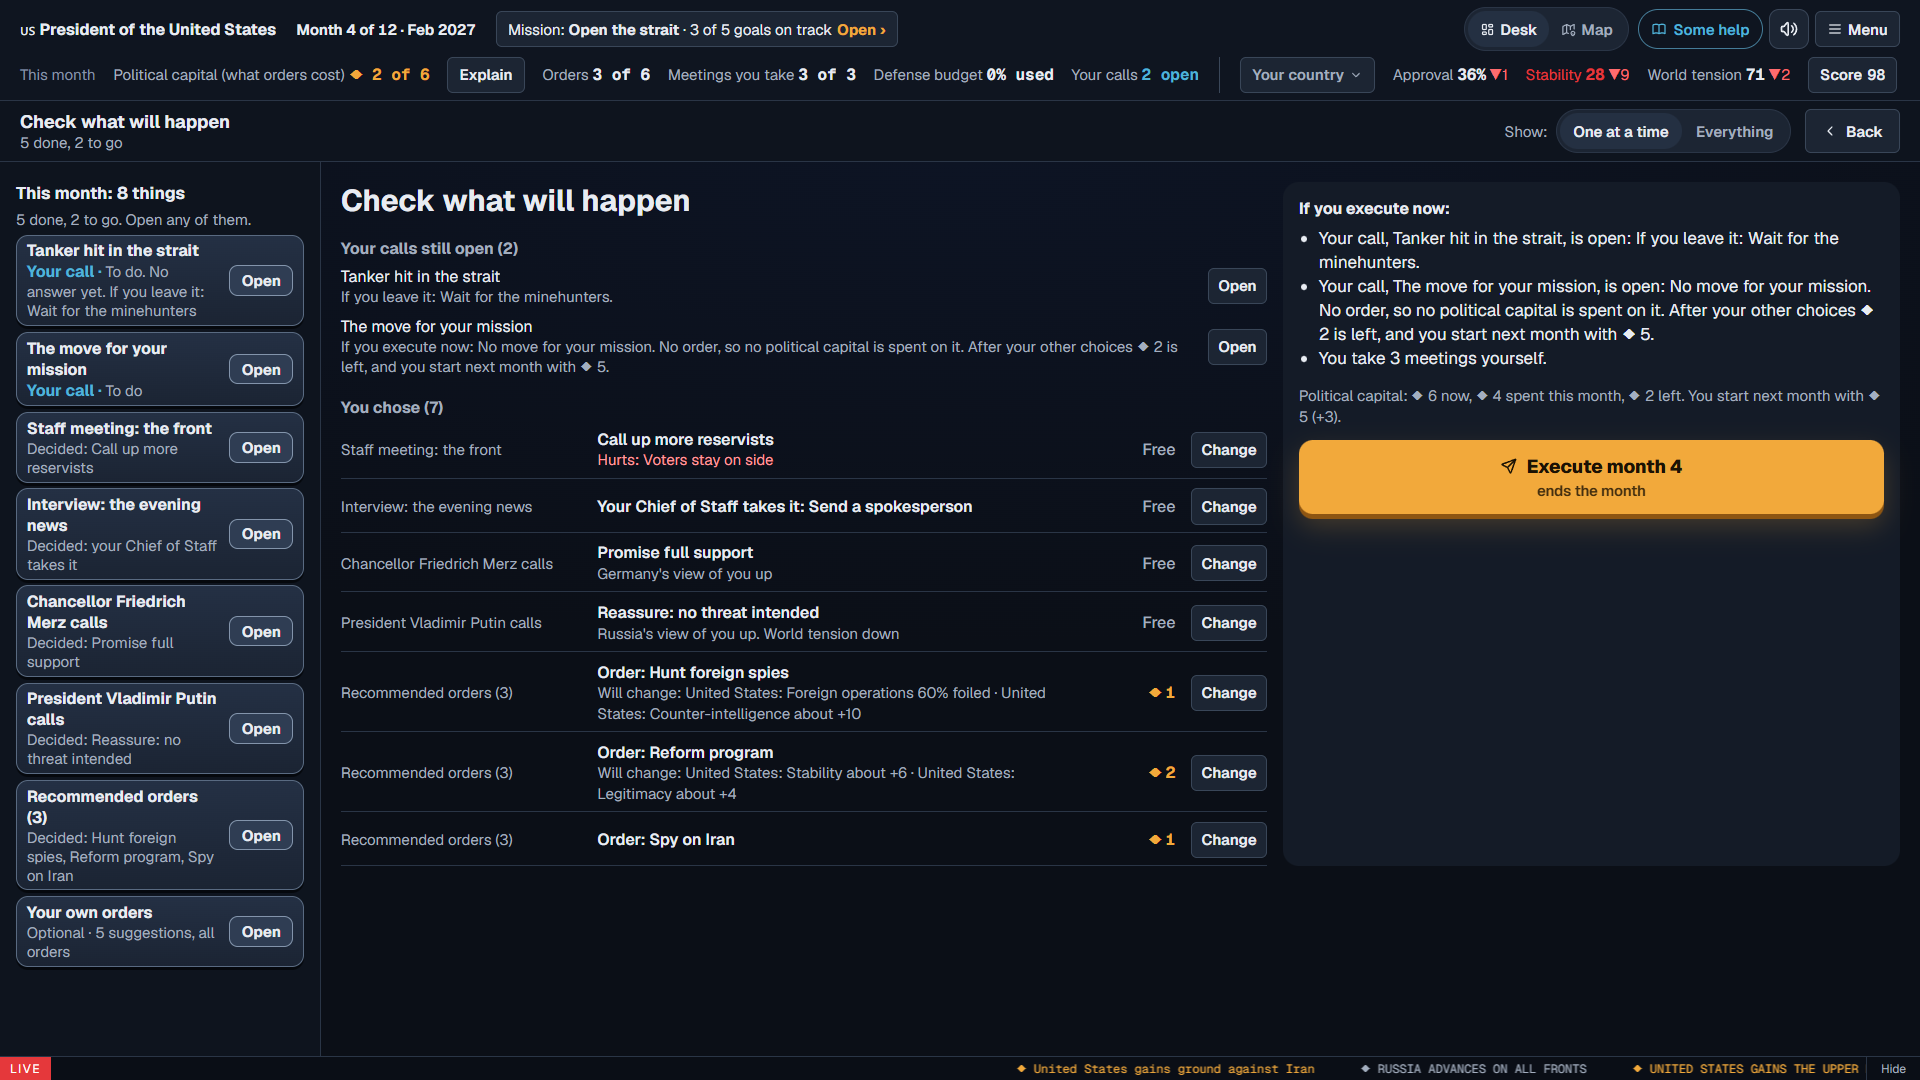 US President of the United States
Month 4 of 12 · Feb 2027
Mission: Open the strait · 3 of 5 goals on track Open ›
Desk
Map
Some help
Menu
This month
Political capital (what orders cost) ◆ 2 of 6
Explain
Orders 3 of 6
Meetings you take 3 of 3
Defense budget 0% used
Your calls 2 open
Your country
Approval 36% ▼1
Stability 28 ▼9
World tension 71 ▼2
Score 98
Check what will happen
5 done, 2 to go
Show:
One at a time
Everything
Back
This month: 8 things
5 done, 2 to go. Open any of them.
Tanker hit in the strait
Your call · To do. No
answer yet. If you leave it:
Wait for the minehunters
Open
The move for your
mission
Your call · To do
Open
Staff meeting: the front
Decided: Call up more
reservists
Open
Interview: the evening
news
Decided: your Chief of Staff
takes it
Open
Chancellor Friedrich
Merz calls
Decided: Promise full
support
Open
President Vladimir Putin
calls
Decided: Reassure: no
threat intended
Open
Recommended orders
(3)
Decided: Hunt foreign
spies, Reform program, Spy
on Iran
Open
Your own orders
Optional · 5 suggestions, all
orders
Open
Check what will happen
Your calls still open (2)
Tanker hit in the strait
If you leave it: Wait for the minehunters.
Open
The move for your mission
If you execute now: No move for your mission. No order, so no political capital is spent on it. After your other choices ◆ 2 is
left, and you start next month with ◆ 5.
Open
You chose (7)
Staff meeting: the front
Call up more reservists
Hurts: Voters stay on side
Free
Change
Interview: the evening news
Your Chief of Staff takes it: Send a spokesperson
Free
Change
Chancellor Friedrich Merz calls
Promise full support
Germany's view of you up
Free
Change
President Vladimir Putin calls
Reassure: no threat intended
Russia's view of you up. World tension down
Free
Change
Recommended orders (3)
Order: Hunt foreign spies
Will change: United States: Foreign operations 60% foiled · United
States: Counter-intelligence about +10
◆ 1
Change
Recommended orders (3)
Order: Reform program
Will change: United States: Stability about +6 · United States:
Legitimacy about +4
◆ 2
Change
Recommended orders (3)
Order: Spy on Iran
◆ 1
Change
If you execute now:
• Your call, Tanker hit in the strait, is open: If you leave it: Wait for the
minehunters.
• Your call, The move for your mission, is open: No move for your mission.
No order, so no political capital is spent on it. After your other choices ◆
2 is left, and you start next month with ◆ 5.
• You take 3 meetings yourself.
Political capital: ◆ 6 now, ◆ 4 spent this month, ◆ 2 left. You start next month with ◆
5 (+3).
Execute month 4
ends the month
LIVE
◆ United States gains ground against Iran
◆ RUSSIA ADVANCES ON ALL FRONTS
◆ UNITED STATES GAINS THE UPPER
Hide